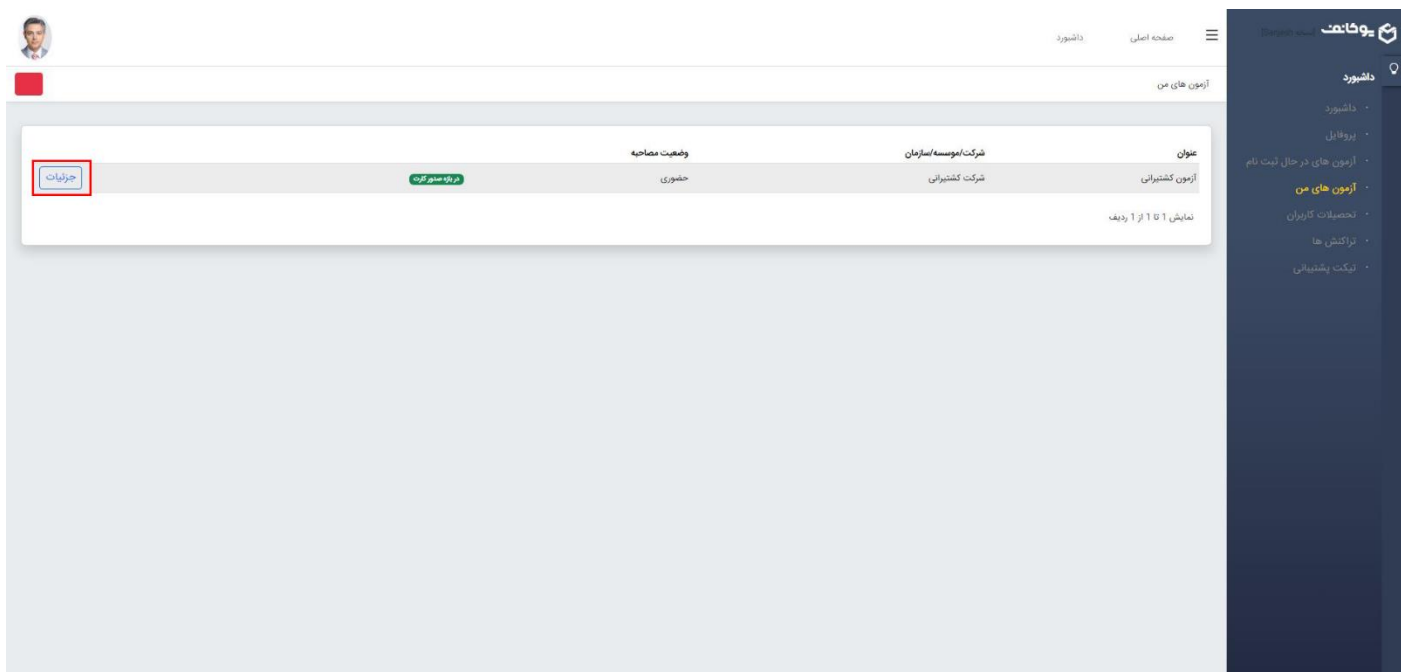 یوکانت
صفحه اصلی
داشبورد
داشبورد
داشبورد
پروفایل
آزمون های در حال ثبت نام
آزمون های من
تحصیلات کاربران
تراکنش ها
تیکت پشتیبانی
آزمون های من
عنوان شرکت/موسسه/سازمان وضعیت مصاحبه
آزمون کشتیرانی شرکت کشتیرانی حضوری در بازه صدور کارت جزئیات
نمایش 1 تا 1 از 1 ردیف